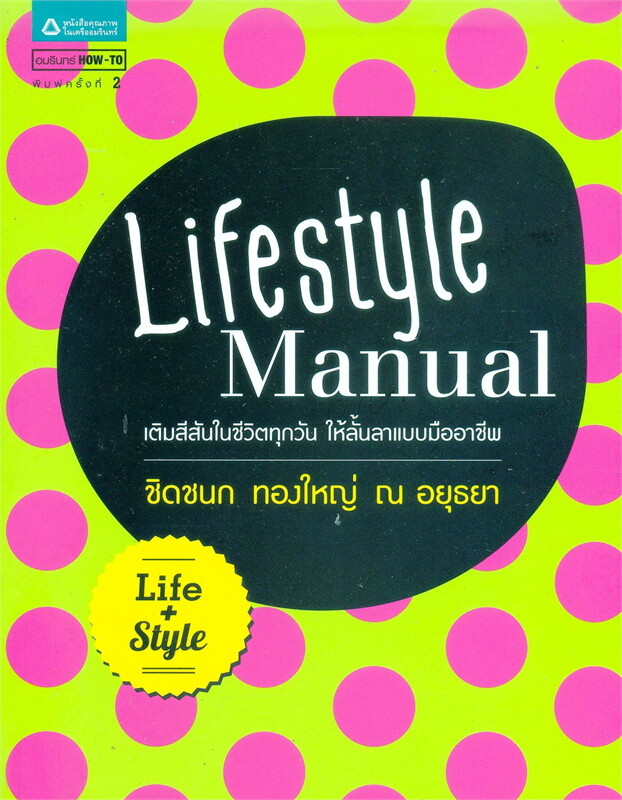 หนังสือคุณภาพ
ในเครืออมรินทร์
อมรินทร์ HOW-TO
พิมพ์ครั้งที่ 2
Lifestyle
Manual
เติมสีสันในชีวิตทุกวัน ให้ลั้นลาแบบมืออาชีพ
ชิดชนก ทองใหญ่ ณ อยุธยา
Life
+
Style